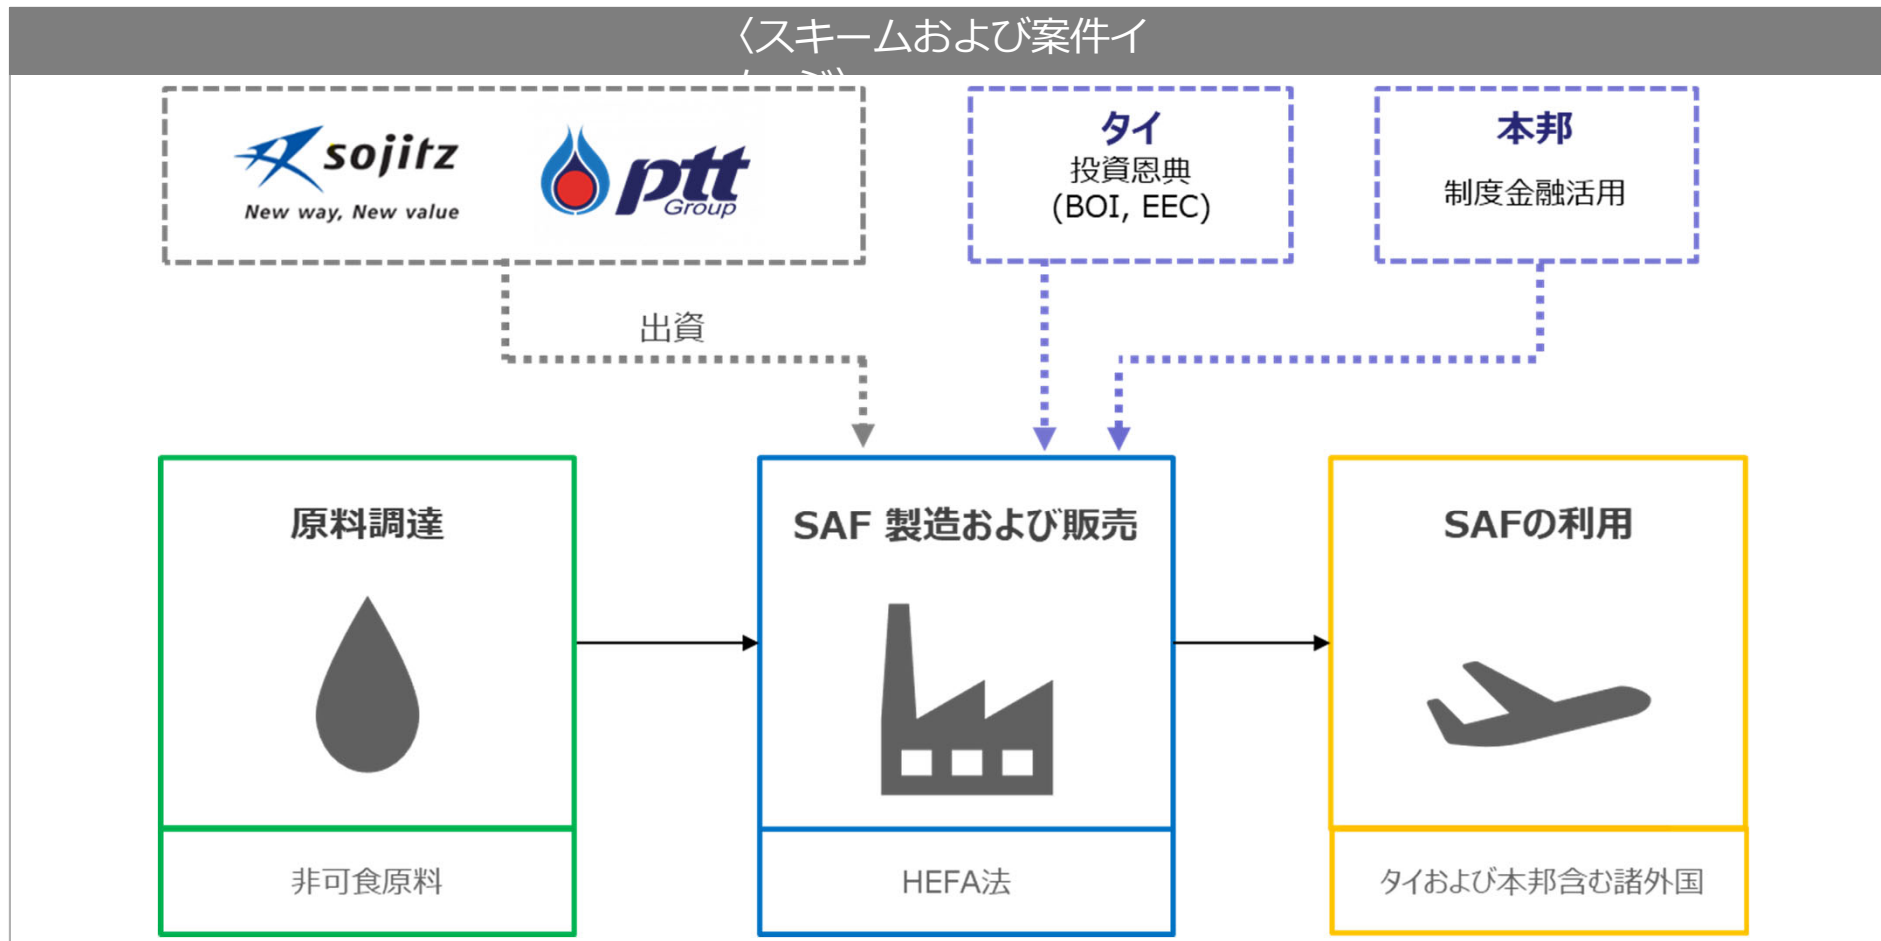 〈スキームおよび案件イ
メージ〉
sojitz
New way, New value
ptt
Group
タイ
投資恩典
(BOI, EEC)
本邦
制度金融活用
出資
原料調達
SAF 製造および販売
SAFの利用
非可食原料
HEFA法
タイおよび本邦含む諸外国